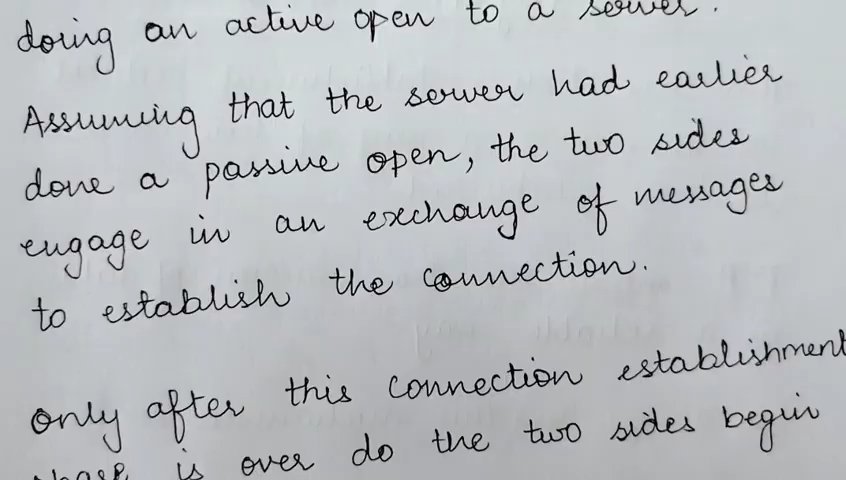 doing an active open to a server.
Assuming that the server had earlier
done a passive open, the two sides
engage in an exchange of messages
to establish the connection.
only after this connection establishment
phase is over do the two sides begin